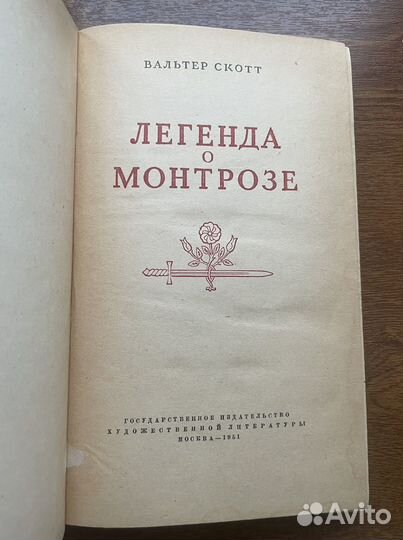 ВАЛЬТЕР СКОТТ
ЛЕГЕНДА
О
МОНТРОЗЕ
ГОСУДАРСТВЕННОЕ ИЗДАТЕЛЬСТВО
ХУДОЖЕСТВЕННОЙ ЛИТЕРАТУРЫ
МОСКВА—1951
Avito